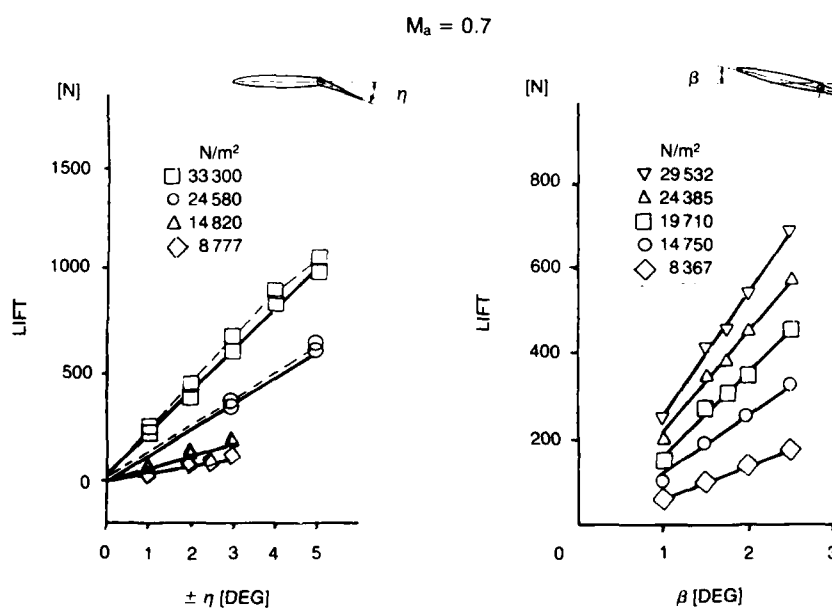 Mₐ = 0.7
[N]
η
N/m²
33 300
24 580
14 820
8 777
1500
1000
500
0
LIFT
0 1 2 3 4 5
± η [DEG]
[N]
β
N/m²
29 532
24 385
19 710
14 750
8 367
800
600
400
200
LIFT
0 1 2 3
β [DEG]